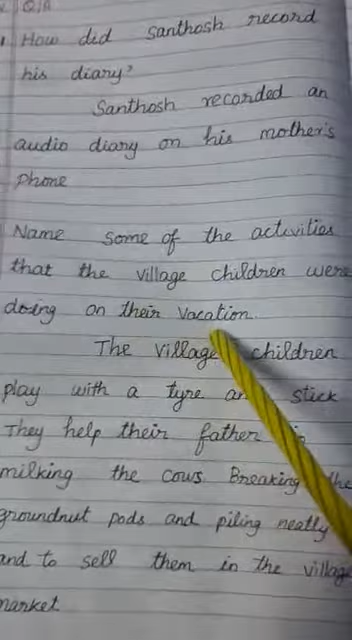 Q/A
1. How did Santhosh record
his diary?
Santhosh recorded an
audio diary on his mother's
phone
Name some of the activities
that the village children were
doing on their vacation.
The village children
play with a tyre an stick
They help their father in
milking the cows. Breaking the
groundnut pods and piling neatly
and to sell them in the village
market